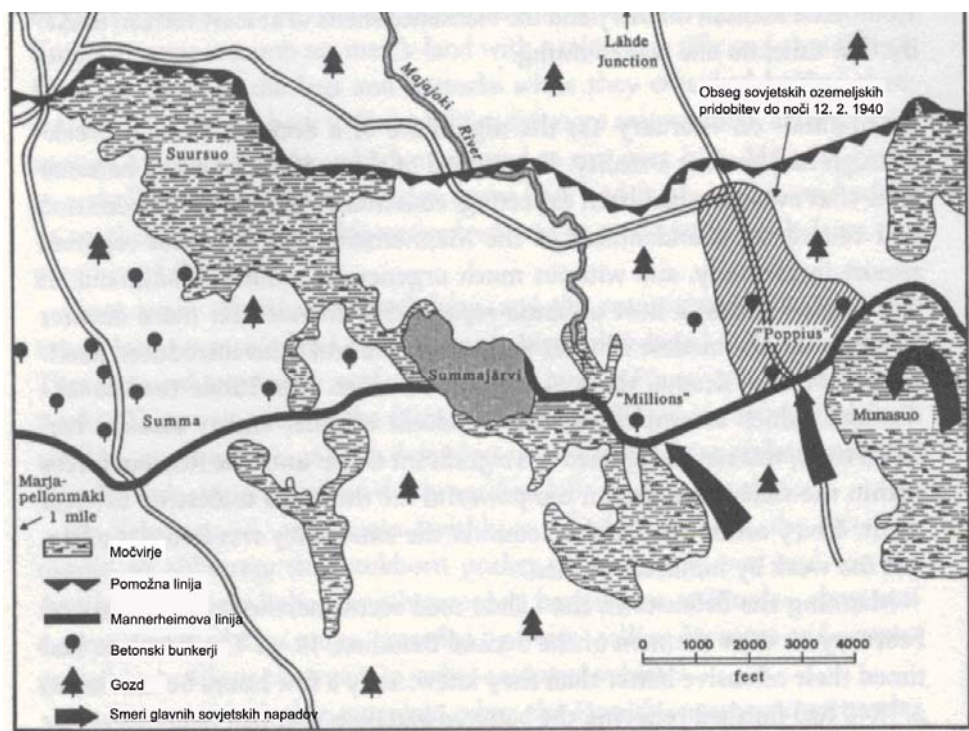 Lähde
Junction
Majajoki
River
Obseg sovjetskih ozemeljskih
pridobitev do noči 12. 2. 1940
Suursuo
"Poppius"
Summajärvi
"Millions"
Munasuo
Summa
Marja-
pellonmäki
1 mile
Močvirje
Pomožna linija
Mannerheimova linija
Betonski bunkerji
Gozd
Smeri glavnih sovjetskih napadov
0 1000 2000 3000 4000
feet